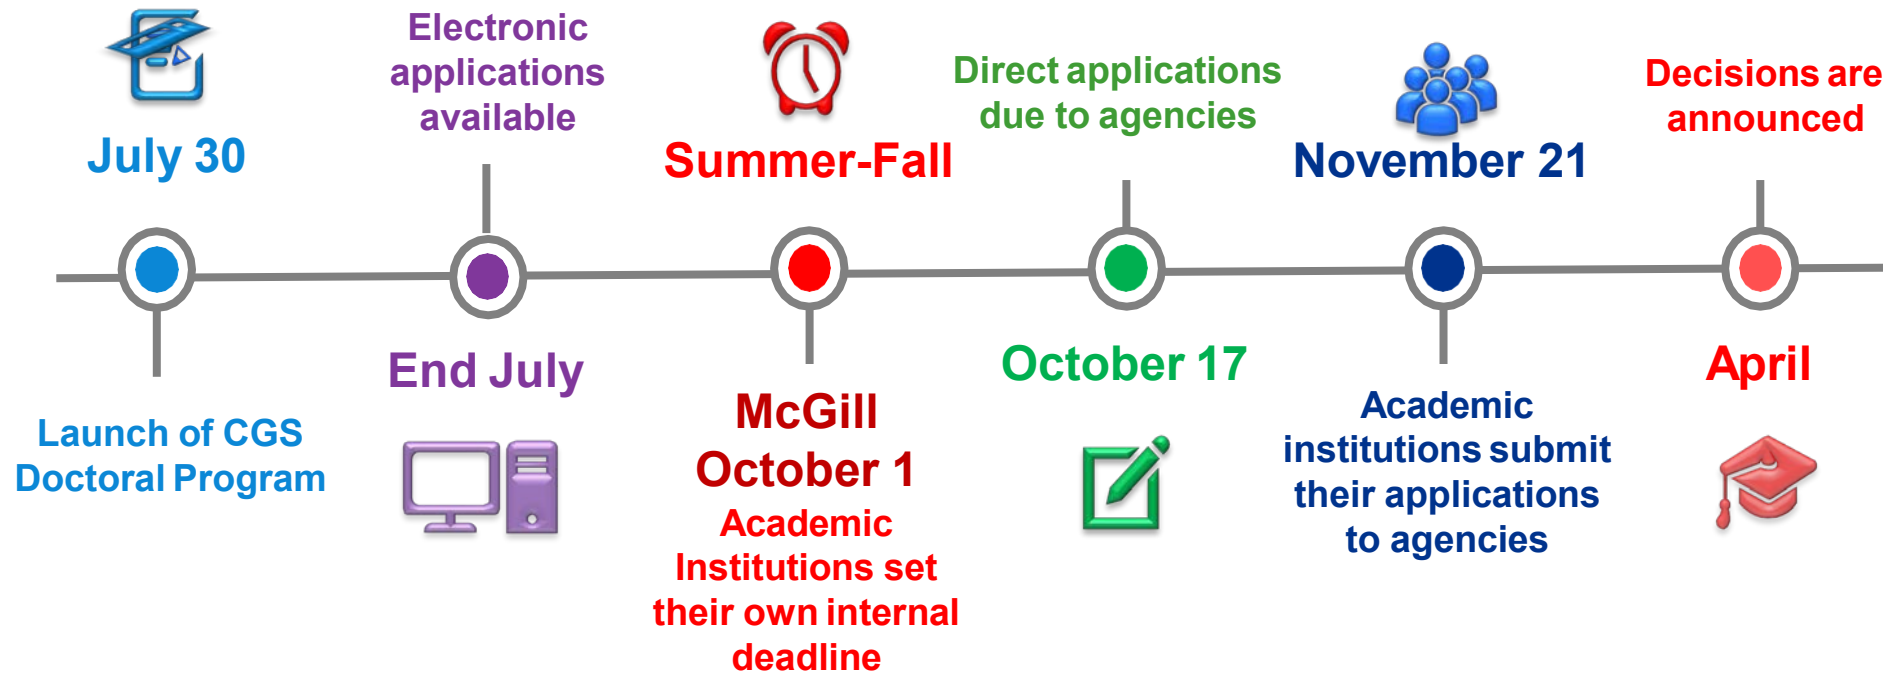 July 30
Launch of CGS
Doctoral Program
Electronic
applications
available
End July
Summer-Fall
McGill
October 1
Academic
Institutions set
their own internal
deadline
Direct applications
due to agencies
October 17
November 21
Academic
institutions submit
their applications
to agencies
Decisions are
announced
April